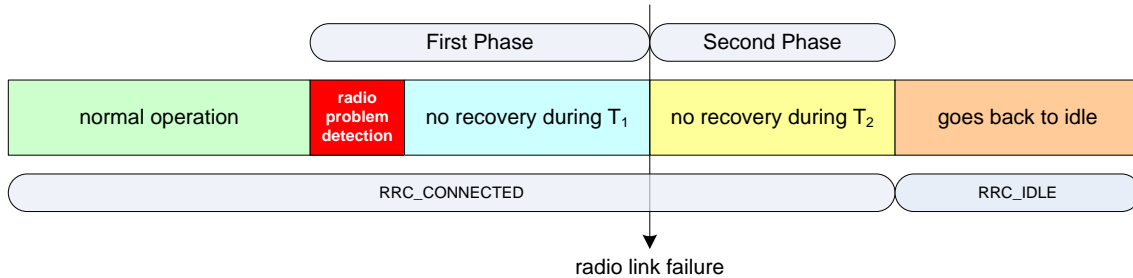 First Phase
Second Phase
normal operation
radio
problem
detection
no recovery during T₁
no recovery during T₂
goes back to idle
RRC_CONNECTED
RRC_IDLE
radio link failure